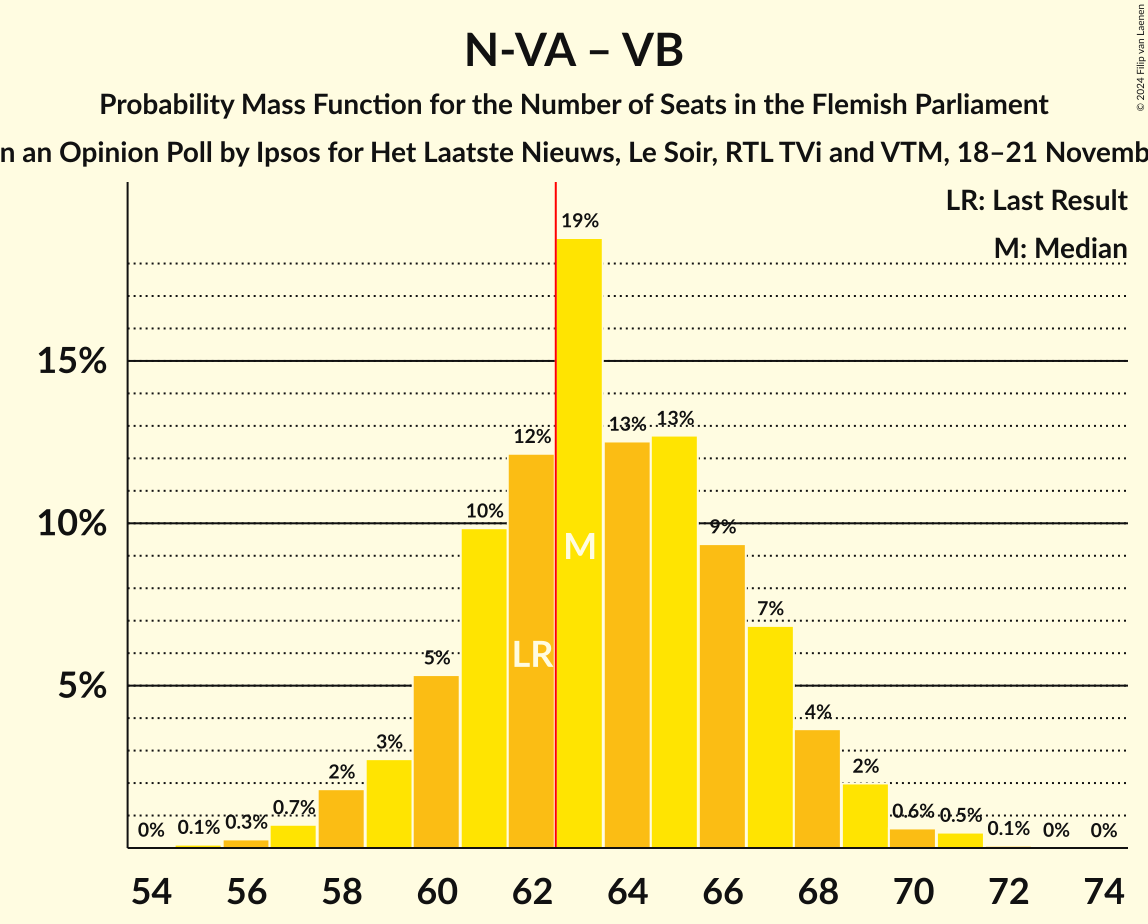 N-VA – VB
Probability Mass Function for the Number of Seats in the Flemish Parliament
n an Opinion Poll by Ipsos for Het Laatste Nieuws, Le Soir, RTL TVi and VTM, 18–21 Novemb
© 2024 Filip van Laenen
LR: Last Result
M: Median
15%
10%
5%
0%
0.1%
0.3%
0.7%
2%
3%
5%
10%
12%
19%
13%
13%
9%
7%
4%
2%
0.6%
0.5%
0.1%
0%
0%
LR
M
54 56 58 60 62 64 66 68 70 72 74